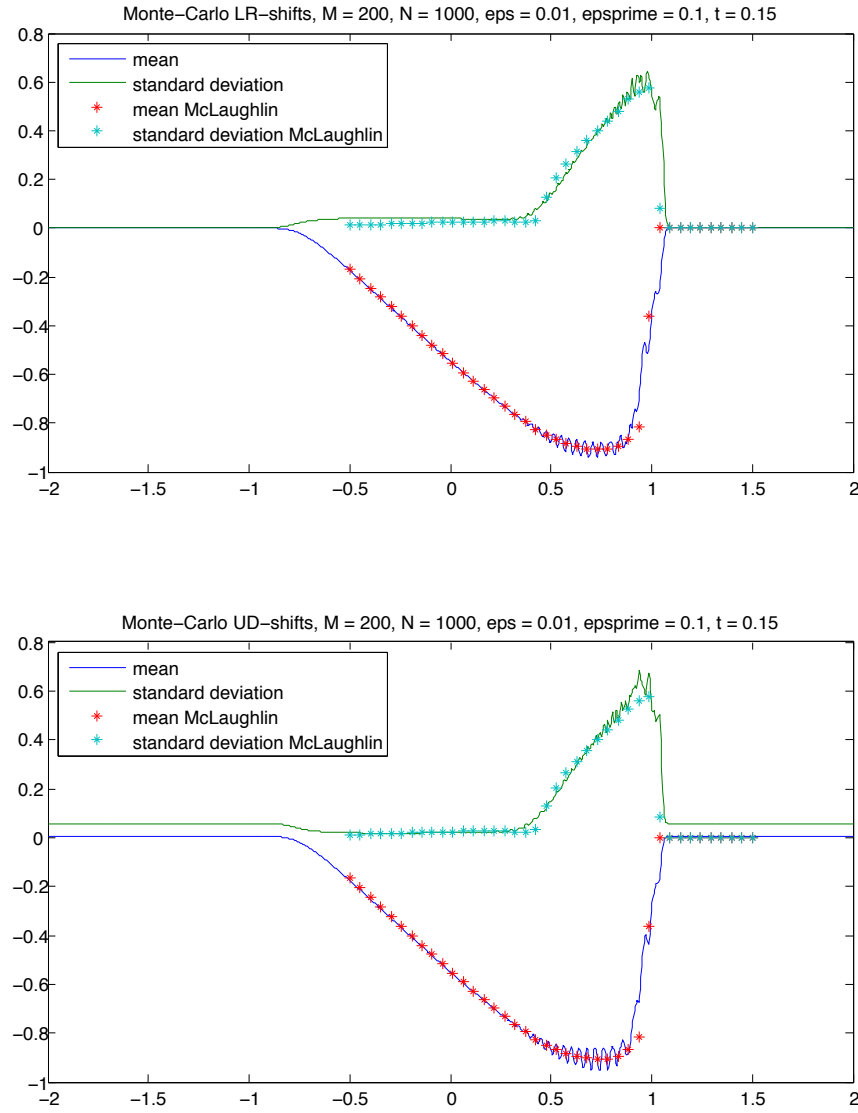 Monte−Carlo LR−shifts, M = 200, N = 1000, eps = 0.01, epsprime = 0.1, t = 0.15
mean
standard deviation
mean McLaughlin
standard deviation McLaughlin
0.8
0.6
0.4
0.2
0
−0.2
−0.4
−0.6
−0.8
−1
−2 −1.5 −1 −0.5 0 0.5 1 1.5 2
Monte−Carlo UD−shifts, M = 200, N = 1000, eps = 0.01, epsprime = 0.1, t = 0.15
mean
standard deviation
mean McLaughlin
standard deviation McLaughlin
0.8
0.6
0.4
0.2
0
−0.2
−0.4
−0.6
−0.8
−1
−2 −1.5 −1 −0.5 0 0.5 1 1.5 2